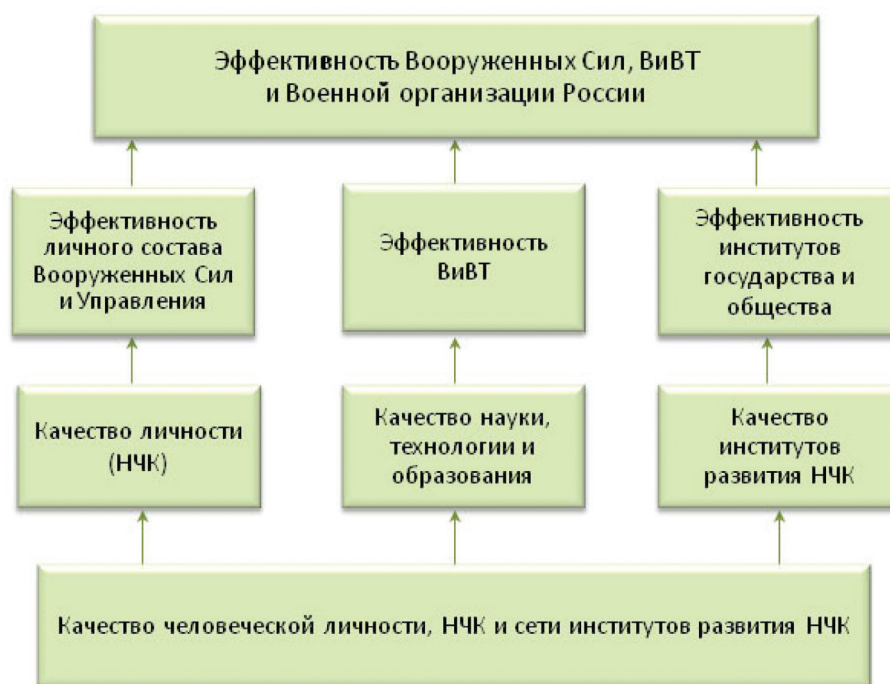 Эффективность Вооруженных Сил, ВиВТ
и Военной организации России
Эффективность
личного состава
Вооруженных Сил
и Управления
Эффективность
ВиВТ
Эффективность
институтов
государства и
общества
Качество личности
(НЧК)
Качество науки,
технологии и
образования
Качество
институтов
развития НЧК
Качество человеческой личности, НЧК и сети институтов развития НЧК